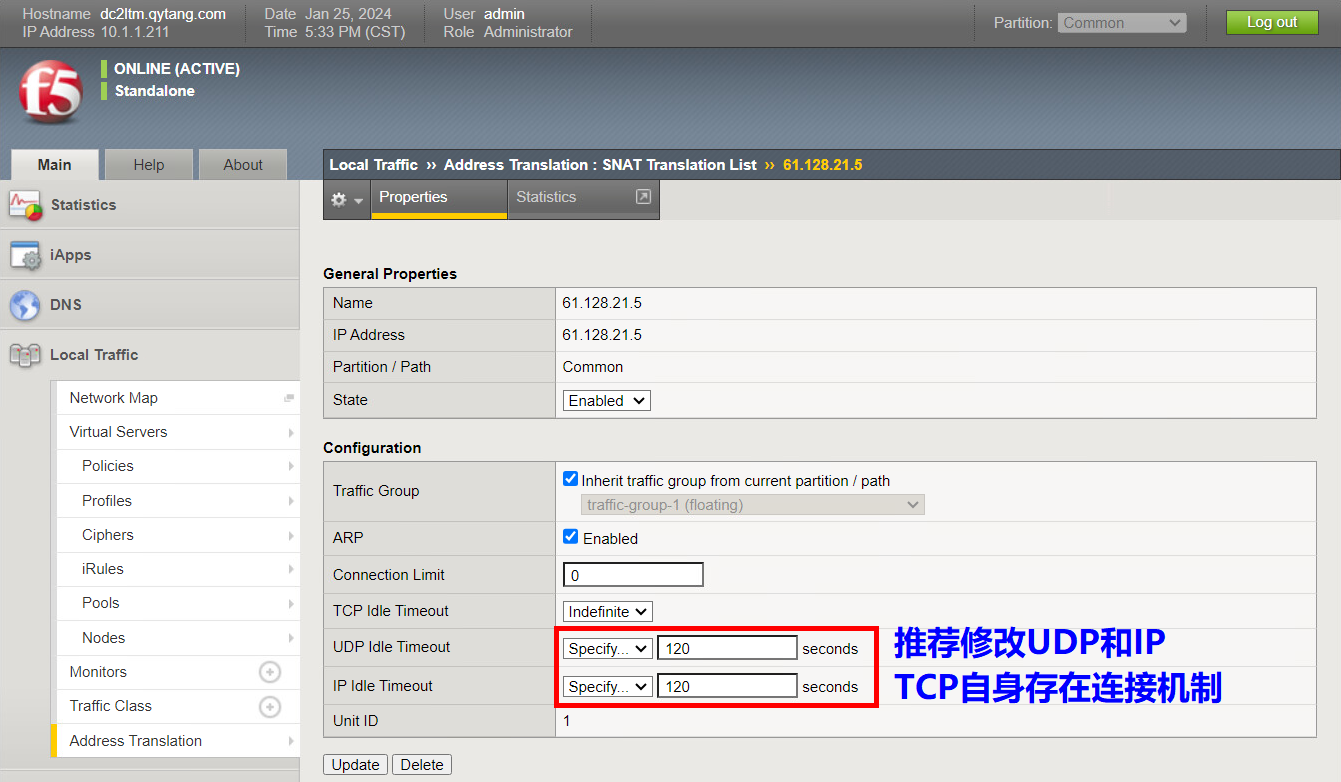 Hostname dc2ltm.qytang.com Date Jan 25, 2024 User admin
IP Address 10.1.1.211 Time 5:33 PM (CST) Role Administrator
Partition: Common Log out
f5
ONLINE (ACTIVE)
Standalone
Main Help About
Local Traffic ›› Address Translation : SNAT Translation List ›› 61.128.21.5
Properties Statistics
Statistics
iApps
DNS
Local Traffic
Network Map
Virtual Servers
Policies
Profiles
Ciphers
iRules
Pools
Nodes
Monitors
Traffic Class
Address Translation
General Properties
Name 61.128.21.5
IP Address 61.128.21.5
Partition / Path Common
State Enabled
Configuration
Traffic Group Inherit traffic group from current partition / path
traffic-group-1 (floating)
ARP Enabled
Connection Limit 0
TCP Idle Timeout Indefinite
UDP Idle Timeout Specify... 120 seconds
IP Idle Timeout Specify... 120 seconds
Unit ID 1
Update Delete
推荐修改UDP和IP
TCP自身存在连接机制